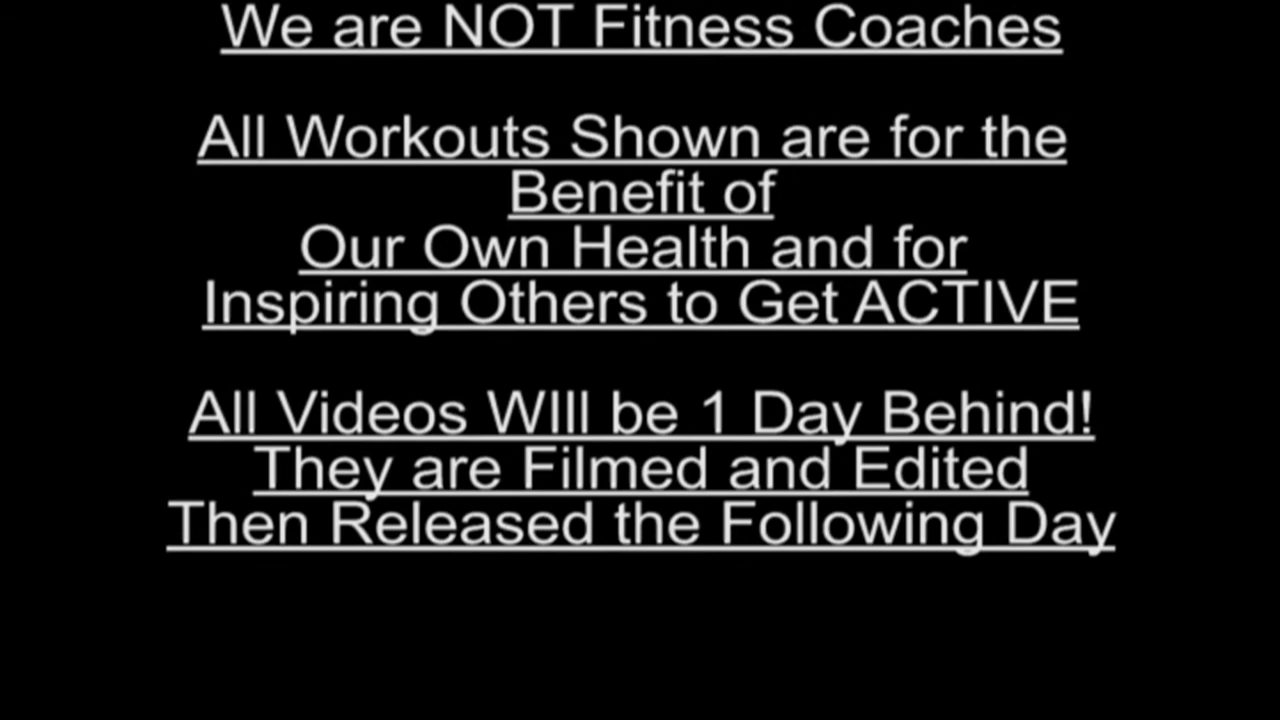 We are NOT Fitness Coaches
All Workouts Shown are for the
Benefit of
Our Own Health and for
Inspiring Others to Get ACTIVE
All Videos WIll be 1 Day Behind!
They are Filmed and Edited
Then Released the Following Day